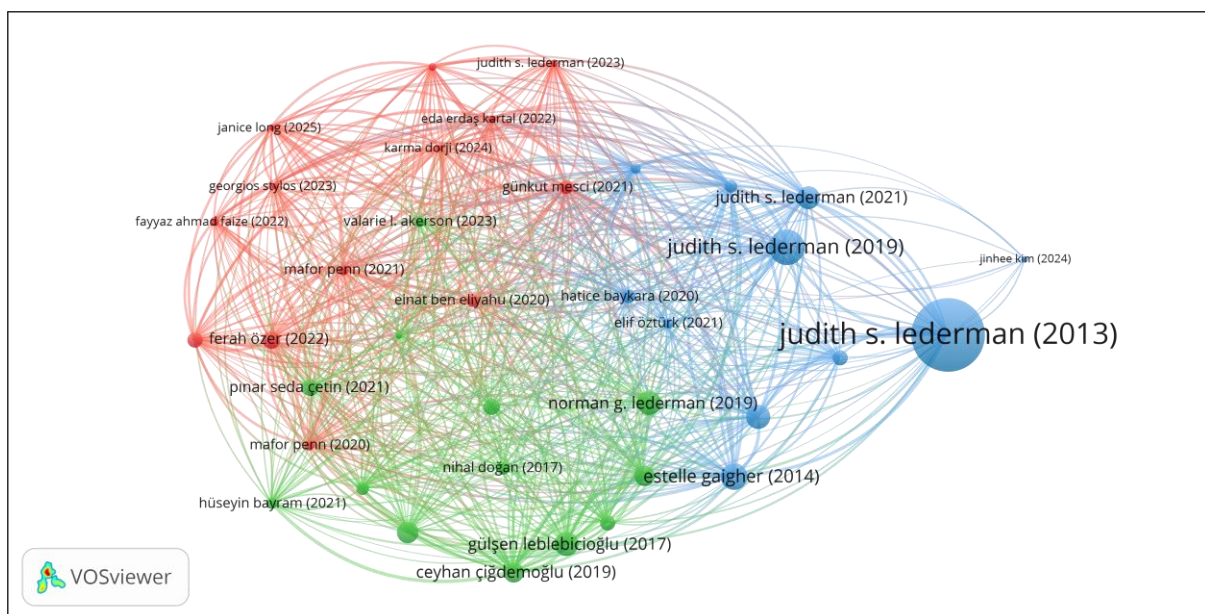 judith s. lederman (2023)
eda erdaş kartal (2022)
janice long (2025)
karma dorji (2024)
georgios stylos (2023)
günkut mesci (2021)
judith s. lederman (2021)
fayyaz ahmad faize (2022)
valarie l. akerson (2023)
judith s. lederman (2019)
jinhee kim (2024)
mafor penn (2021)
einat ben eliyahu (2020)
hatice baykara (2020)
elif öztürk (2021)
judith s. lederman (2013)
ferah özer (2022)
pınar seda çetin (2021)
norman g. lederman (2019)
mafor penn (2020)
nihal doğan (2017)
estelle gaigher (2014)
hüseyin bayram (2021)
gülşen leblebicioğlu (2017)
ceyhan çiğdemoğlu (2019)
VOSviewer